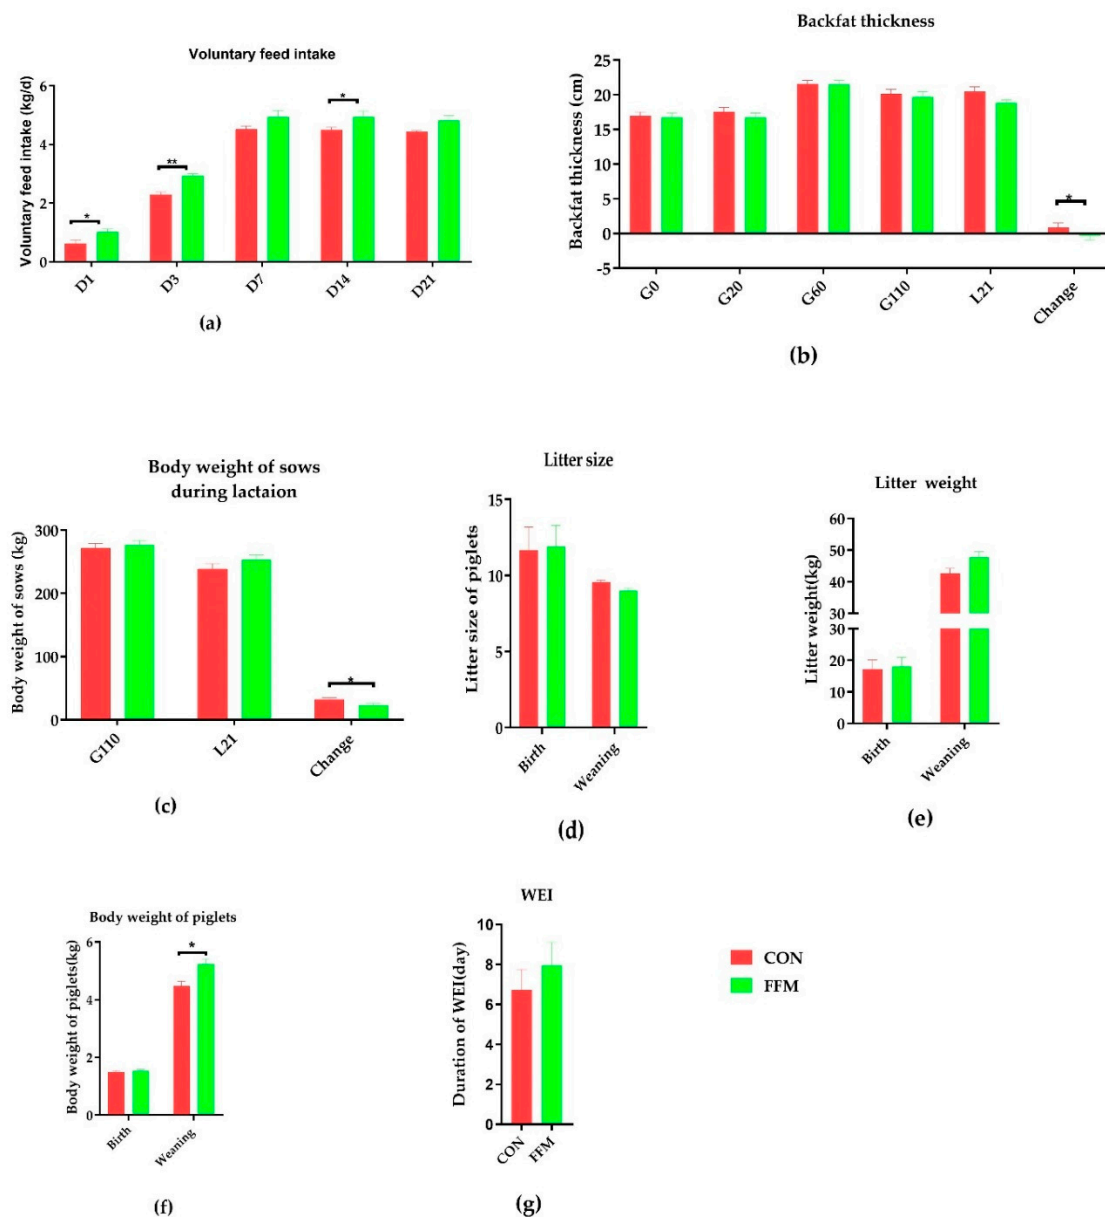 Voluntary feed intake
Voluntary feed intake (kg/d)
6
4
2
0
*
**
*
D1
D3
D7
D14
D21
(a)
Backfat thickness
Backfat thickness (cm)
25
20
15
10
5
0
-5
*
G0
G20
G60
G110
L21
Change
(b)
Body weight of sows
during lactaion
Body weight of sows (kg)
300
200
100
0
*
G110
L21
Change
(c)
Litter size
Litter size of piglets
15
10
5
0
Birth
Weaning
(d)
Litter weight
Litter weight(kg)
60
50
40
30
30
20
10
0
Birth
Weaning
(e)
Body weight of piglets
Body weight of piglets(kg)
6
4
2
0
*
Birth
Weaning
(f)
WEI
Duration of WEI(day)
10
8
6
4
2
0
CON
FFM
(g)
CON
FFM